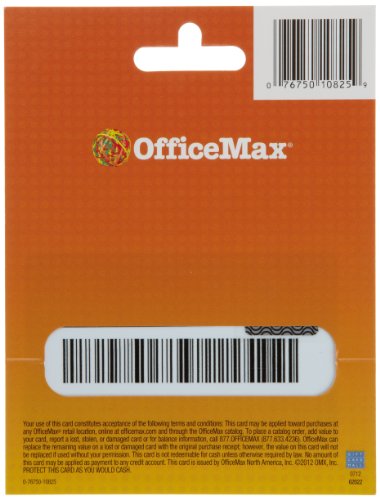 0 76750 10825 9
OfficeMax®
Your use of this card constitutes acceptance of the following terms and conditions: This card may be applied toward purchases at
any OfficeMax® retail location, online at officemax.com and through the OfficeMax catalog. To place a catalog order, add value to
your card, report a lost, stolen, or damaged card or for balance information, call 877.OFFICEMAX (877.633.4236). OfficeMax can
replace the remaining value on a lost or damaged card with the original purchase receipt; however, the value on this card will not
be replaced if used without your permission. This card is not redeemable for cash unless otherwise required by law. No fees apply.
Not applicable as payment to any credit account. This card is issued by OfficeMax North America, Inc. ©2012 OMX, Inc.
PROTECT THIS CARD AS YOU WOULD CASH.
0-76750-10825
0712
62622